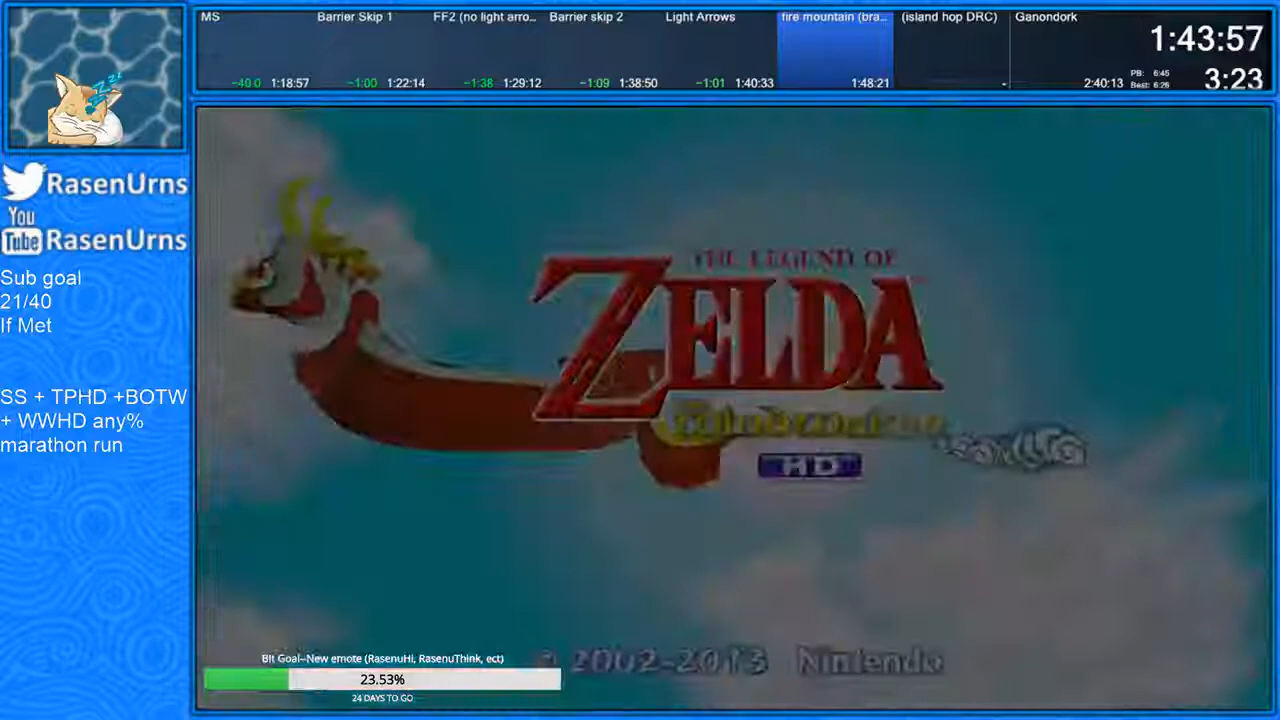 MS
Barrier Skip 1
FF2 (no light arro...
Barrier skip 2
Light Arrows
fire mountain (bra...
(island hop DRC)
Ganondork
1:43:57
−40.0 1:18:57
−1:00 1:22:14
−1:38 1:29:12
−1:09 1:38:50
−1:01 1:40:33
1:48:21
-
2:40:13
PB: 6:45
Best: 6:26
3:23
RasenUrns
You
Tube RasenUrns
Sub goal
21/40
If Met
SS + TPHD +BOTW
+ WWHD any%
marathon run
THE LEGEND OF
ZELDA
HD
© 2002-2013 Nintendo
Bit Goal--New emote (RasenuHi, RasenuThink, ect)
23.53%
24 DAYS TO GO